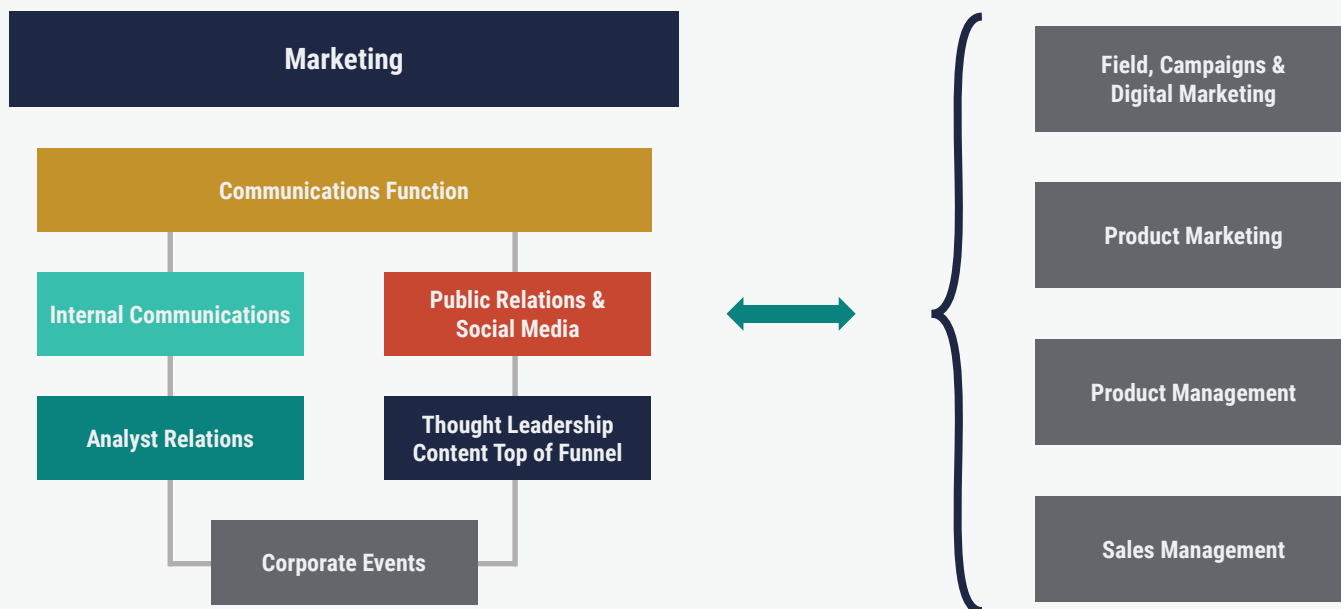 Marketing
Communications Function
Internal Communications
Public Relations &
Social Media
Analyst Relations
Thought Leadership
Content Top of Funnel
Corporate Events
Field, Campaigns &
Digital Marketing
Product Marketing
Product Management
Sales Management